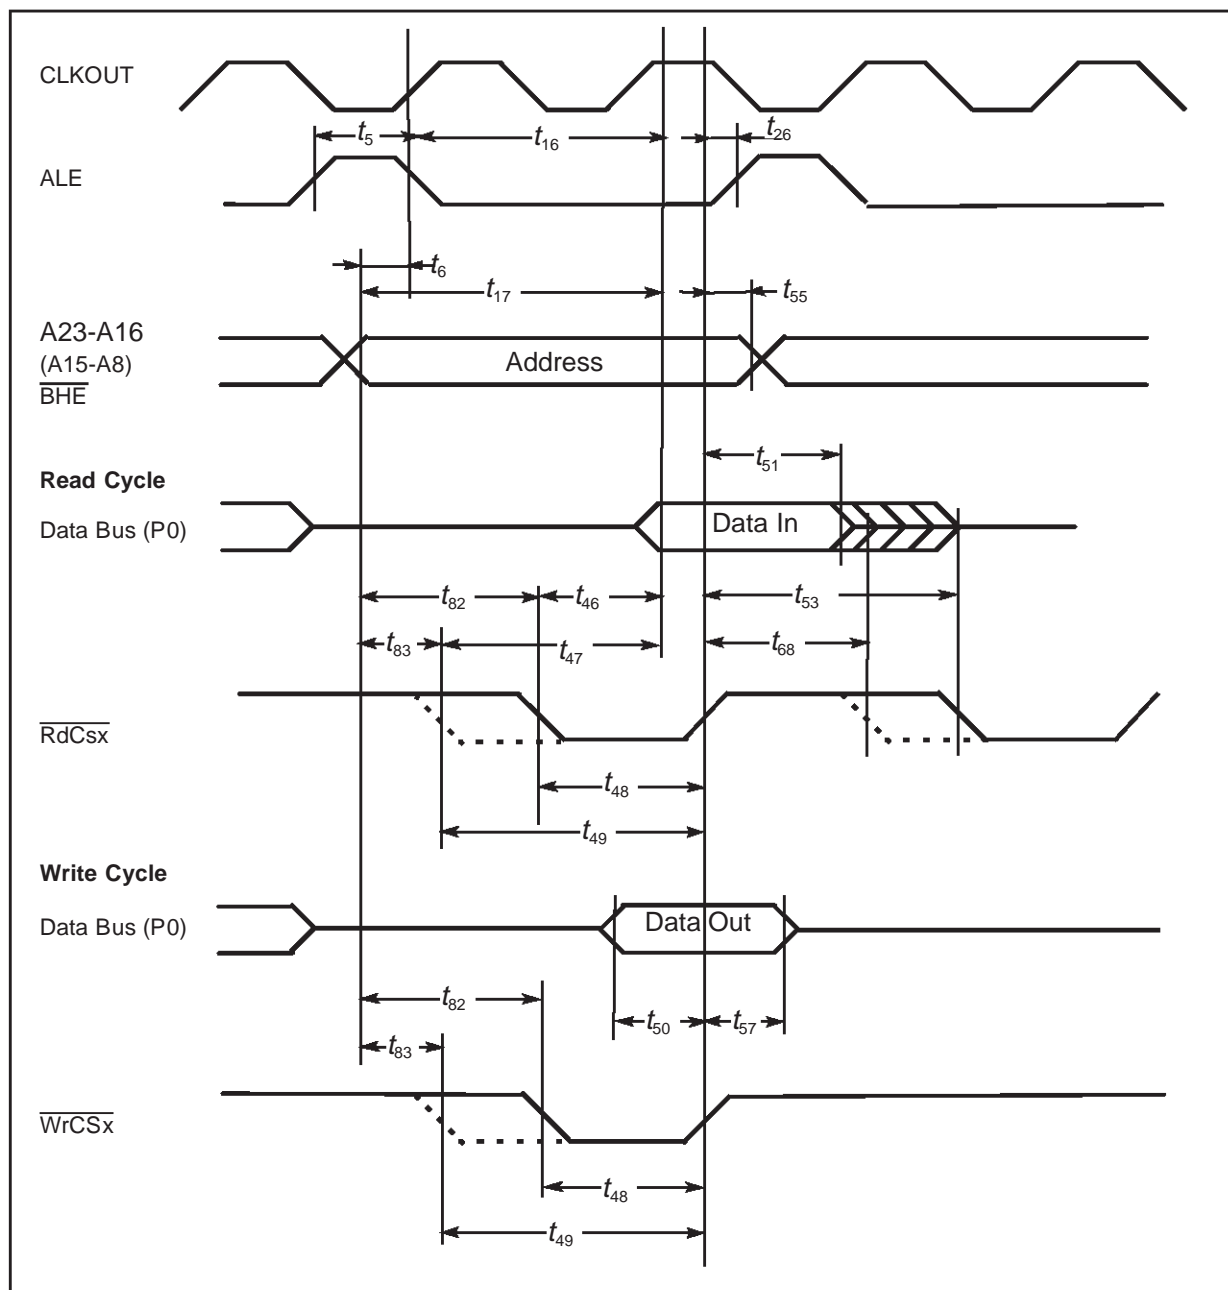 CLKOUT
t5
t16
t26
ALE
t6
t17
t55
A23-A16
(A15-A8)
BHE
Address
t51
Read Cycle
Data Bus (P0)
Data In
t82
t46
t53
t83
t47
t68
RdCsx
t48
t49
Write Cycle
Data Bus (P0)
Data Out
t82
t50
t57
t83
WrCSx
t48
t49